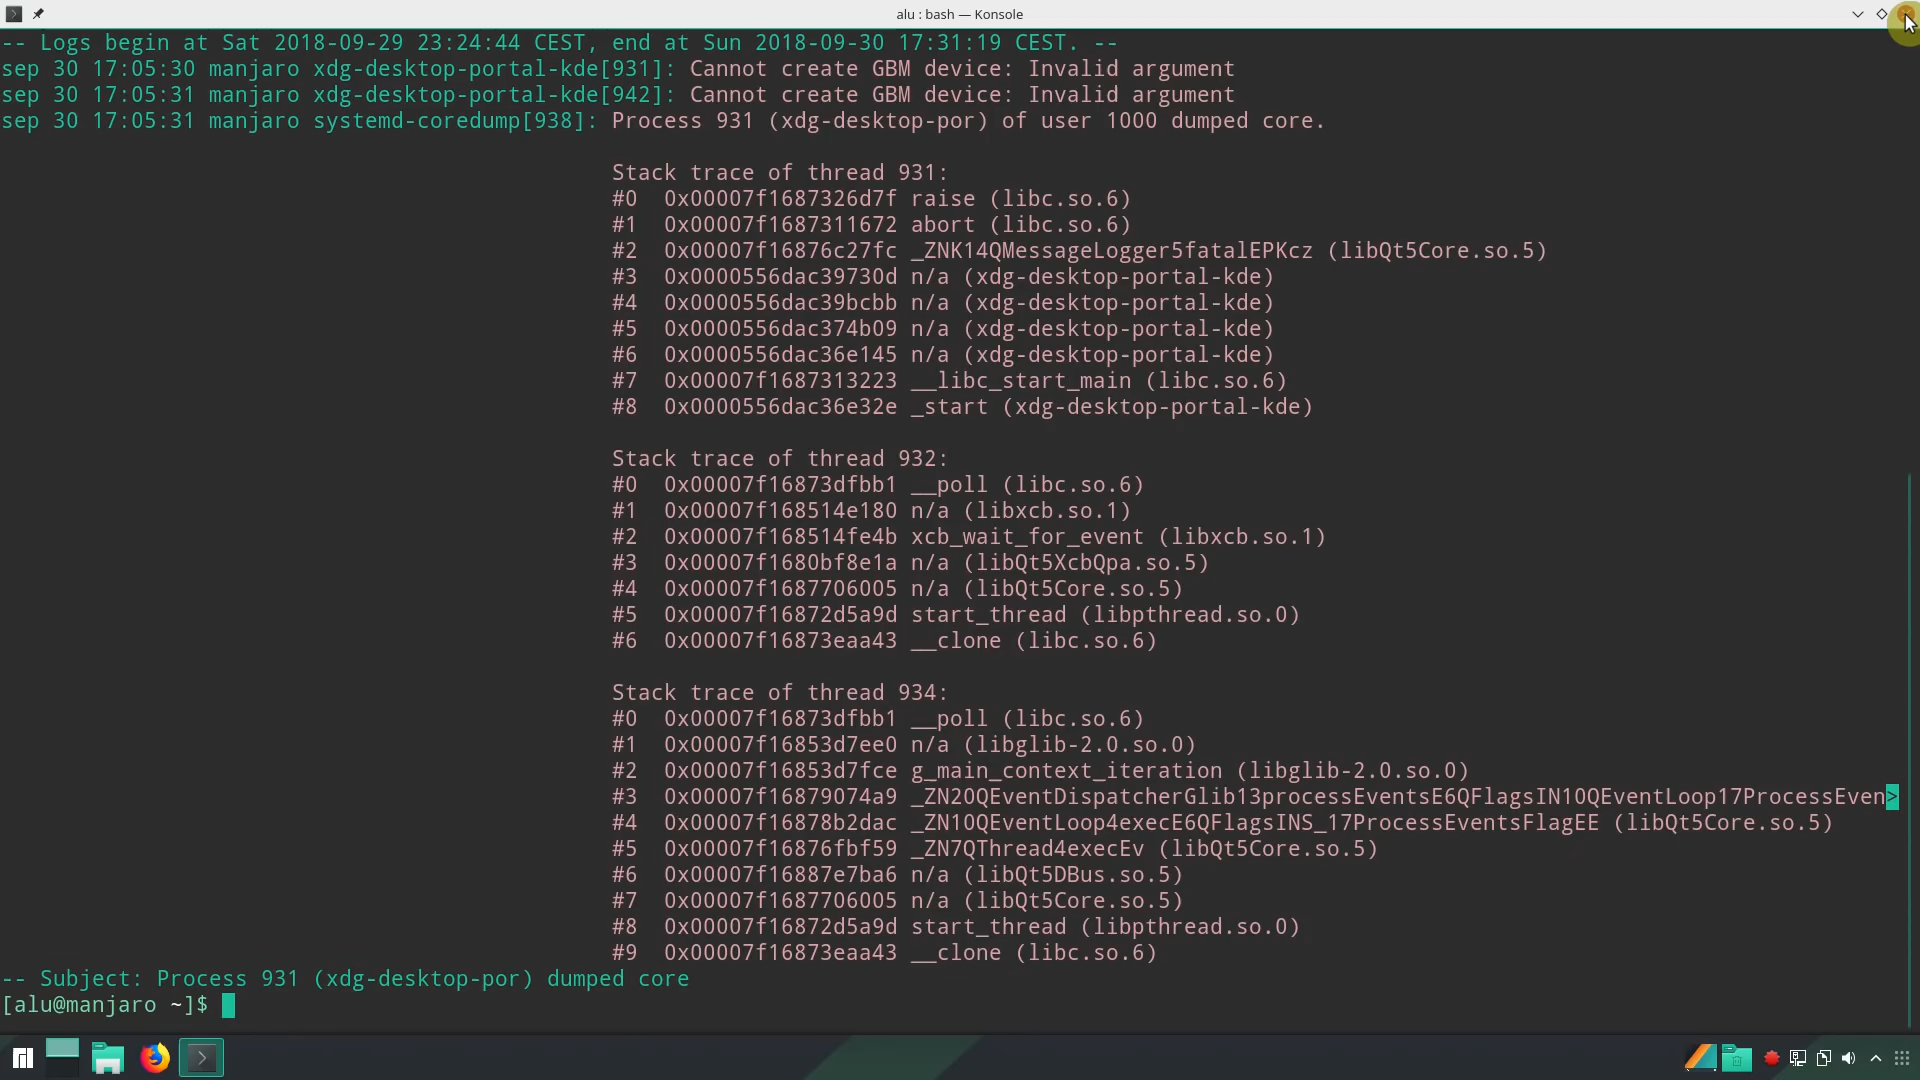 alu : bash — Konsole
-- Logs begin at Sat 2018-09-29 23:24:44 CEST, end at Sun 2018-09-30 17:31:19 CEST. --
sep 30 17:05:30 manjaro xdg-desktop-portal-kde[931]: Cannot create GBM device: Invalid argument
sep 30 17:05:31 manjaro xdg-desktop-portal-kde[942]: Cannot create GBM device: Invalid argument
sep 30 17:05:31 manjaro systemd-coredump[938]: Process 931 (xdg-desktop-por) of user 1000 dumped core.
Stack trace of thread 931:
#0  0x00007f1687326d7f raise (libc.so.6)
#1  0x00007f1687311672 abort (libc.so.6)
#2  0x00007f16876c27fc _ZNK14QMessageLogger5fatalEPKcz (libQt5Core.so.5)
#3  0x0000556dac39730d n/a (xdg-desktop-portal-kde)
#4  0x0000556dac39bcbb n/a (xdg-desktop-portal-kde)
#5  0x0000556dac374b09 n/a (xdg-desktop-portal-kde)
#6  0x0000556dac36e145 n/a (xdg-desktop-portal-kde)
#7  0x00007f1687313223 __libc_start_main (libc.so.6)
#8  0x0000556dac36e32e _start (xdg-desktop-portal-kde)
Stack trace of thread 932:
#0  0x00007f16873dfbb1 __poll (libc.so.6)
#1  0x00007f168514e180 n/a (libxcb.so.1)
#2  0x00007f168514fe4b xcb_wait_for_event (libxcb.so.1)
#3  0x00007f1680bf8e1a n/a (libQt5XcbQpa.so.5)
#4  0x00007f1687706005 n/a (libQt5Core.so.5)
#5  0x00007f16872d5a9d start_thread (libpthread.so.0)
#6  0x00007f16873eaa43 __clone (libc.so.6)
Stack trace of thread 934:
#0  0x00007f16873dfbb1 __poll (libc.so.6)
#1  0x00007f16853d7ee0 n/a (libglib-2.0.so.0)
#2  0x00007f16853d7fce g_main_context_iteration (libglib-2.0.so.0)
#3  0x00007f16879074a9 _ZN20QEventDispatcherGlib13processEventsE6QFlagsIN10QEventLoop17ProcessEven>
#4  0x00007f16878b2dac _ZN10QEventLoop4execE6QFlagsINS_17ProcessEventsFlagEE (libQt5Core.so.5)
#5  0x00007f16876fbf59 _ZN7QThread4execEv (libQt5Core.so.5)
#6  0x00007f16887e7ba6 n/a (libQt5DBus.so.5)
#7  0x00007f1687706005 n/a (libQt5Core.so.5)
#8  0x00007f16872d5a9d start_thread (libpthread.so.0)
#9  0x00007f16873eaa43 __clone (libc.so.6)
-- Subject: Process 931 (xdg-desktop-por) dumped core
[alu@manjaro ~]$